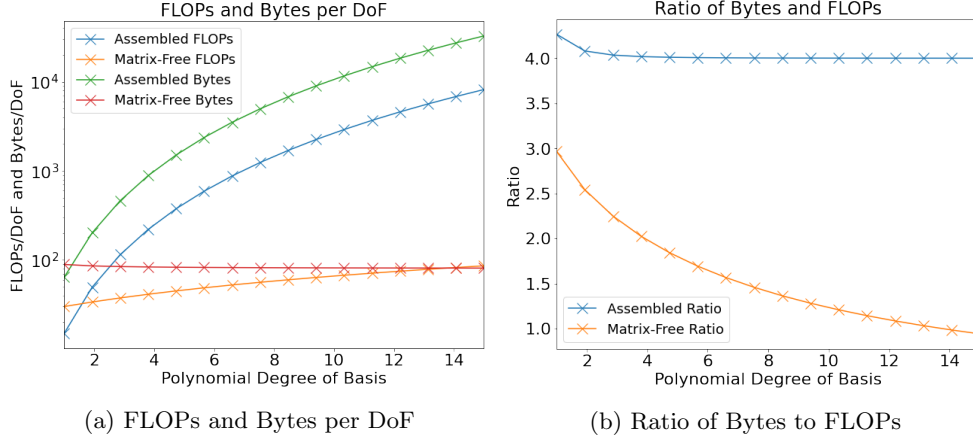 FLOPs and Bytes per DoF
Assembled FLOPs
Matrix-Free FLOPs
Assembled Bytes
Matrix-Free Bytes
FLOPs/DoF and Bytes/DoF
10^4
10^3
10^2
2 4 6 8 10 12 14
Polynomial Degree of Basis
(a) FLOPs and Bytes per DoF
Ratio of Bytes and FLOPs
Ratio
4.0
3.5
3.0
2.5
2.0
1.5
1.0
Assembled Ratio
Matrix-Free Ratio
2 4 6 8 10 12 14
Polynomial Degree of Basis
(b) Ratio of Bytes to FLOPs